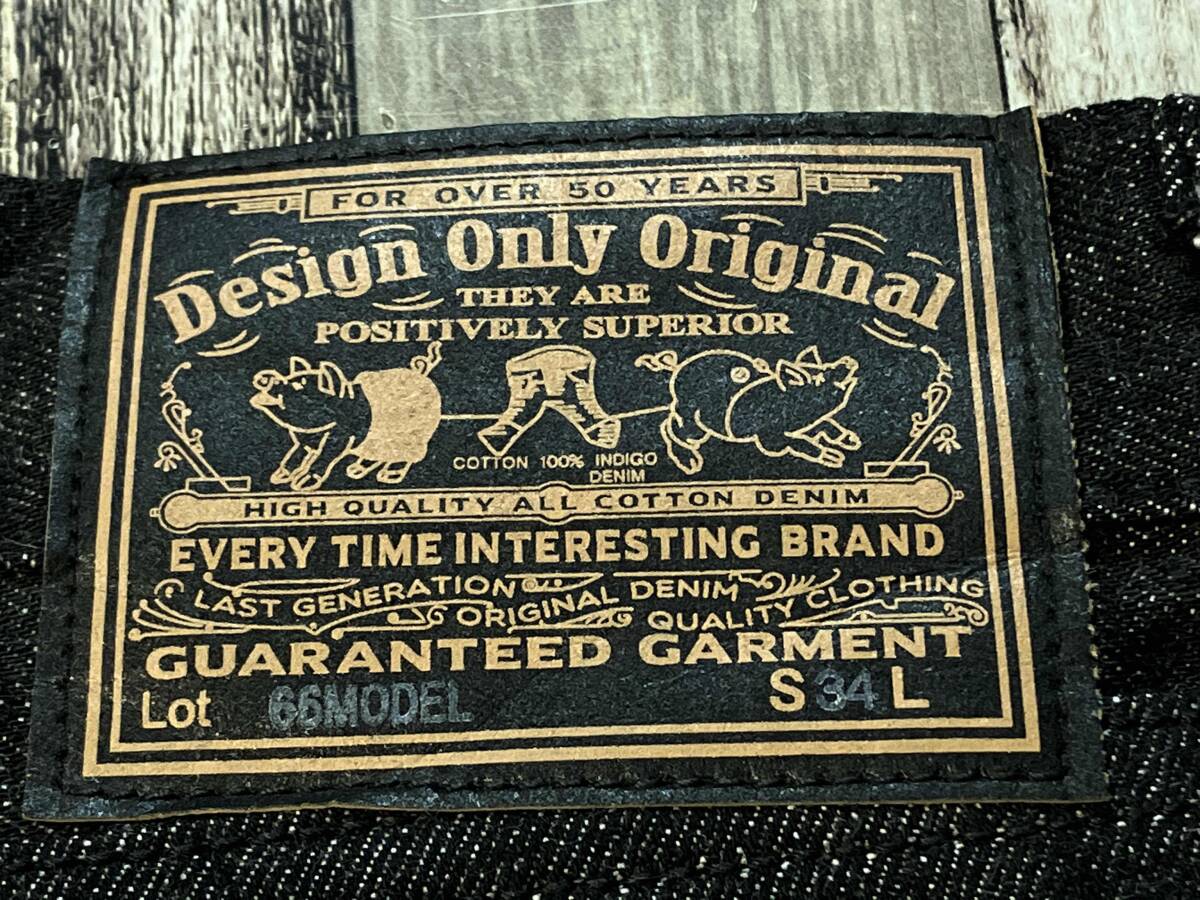 FOR OVER 50 YEARS
Design Only Original
THEY ARE
POSITIVELY SUPERIOR
COTTON 100% INDIGO
DENIM
HIGH QUALITY ALL COTTON DENIM
EVERY TIME INTERESTING BRAND
LAST GENERATION DENIM CLOTHING
ORIGINAL QUALITY
GUARANTEED GARMENT
Lot 66MODEL S 34 L